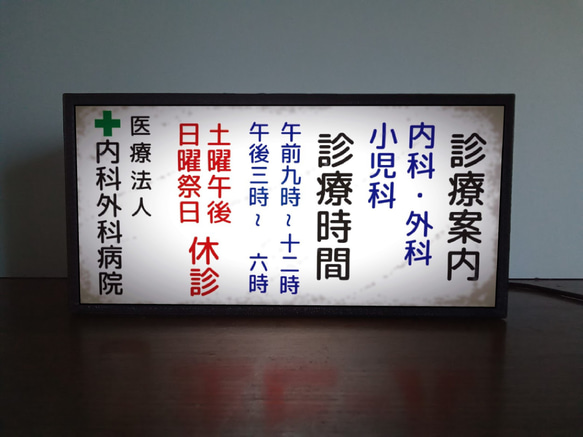 診療案内
内科・外科
小児科
診療時間
午前九時～十二時
午後三時～ 六時
土曜午後
日曜祭日
休診
医療法人
内科外科病院